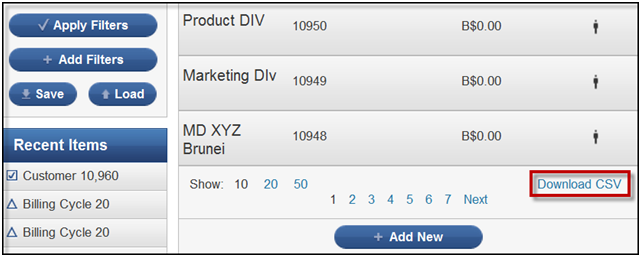 Apply Filters
Add Filters
Save
Load
Recent Items
Customer 10,960
Billing Cycle 20
Billing Cycle 20
Product DIV 10950 B$0.00
Marketing DIv 10949 B$0.00
MD XYZ
Brunei 10948 B$0.00
Show: 10 20 50
Download CSV
1 2 3 4 5 6 7 Next
Add New